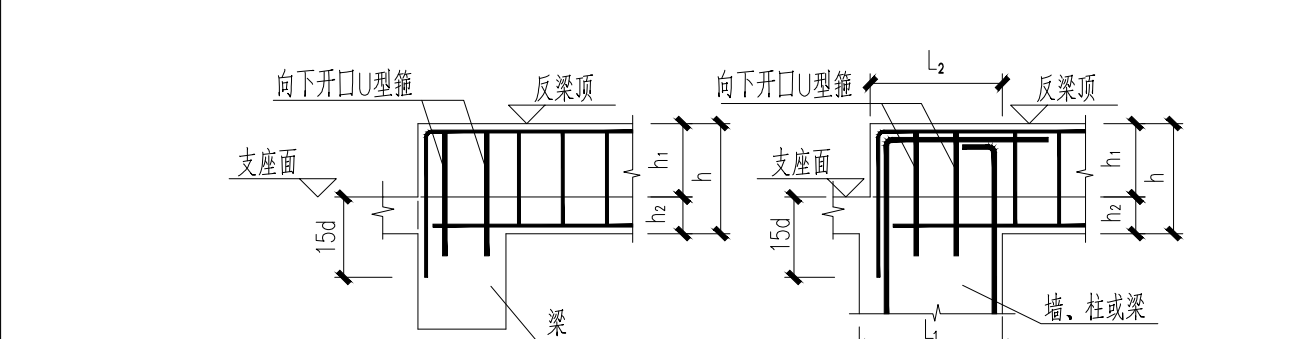 向下开口U型箍
反梁顶
支座面
15d
h₁
h
h₂
梁
L₂
向下开口U型箍
反梁顶
支座面
15d
h₁
h
h₂
墙、柱或梁
L₁